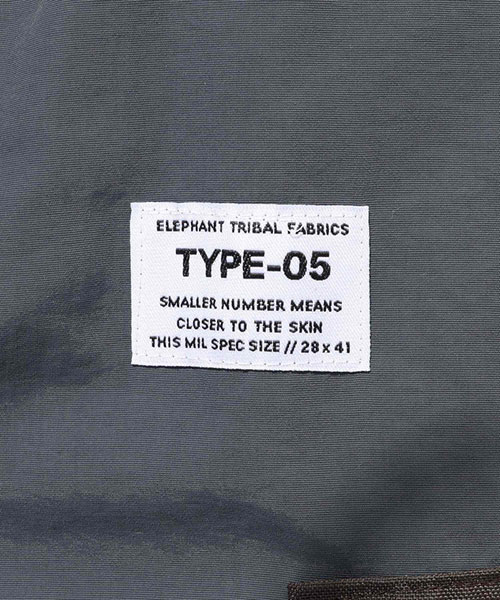 ELEPHANT TRIBAL FABRICS
TYPE-05
SMALLER NUMBER MEANS
CLOSER TO THE SKIN
THIS MIL SPEC SIZE // 28 x 41